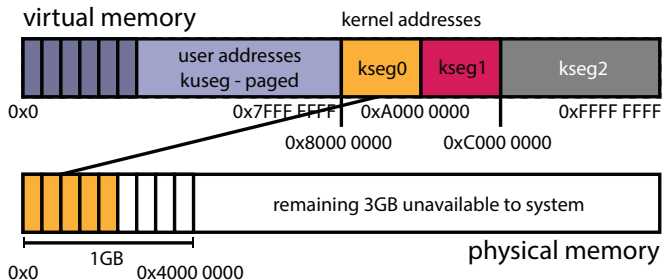 virtual memory
kernel addresses
user addresses
kuseg - paged
kseg0
kseg1
kseg2
0x0
0x7FFF FFFF
0xA000 0000
0xFFFF FFFF
0x8000 0000
0xC000 0000
remaining 3GB unavailable to system
1GB
physical memory
0x0
0x4000 0000